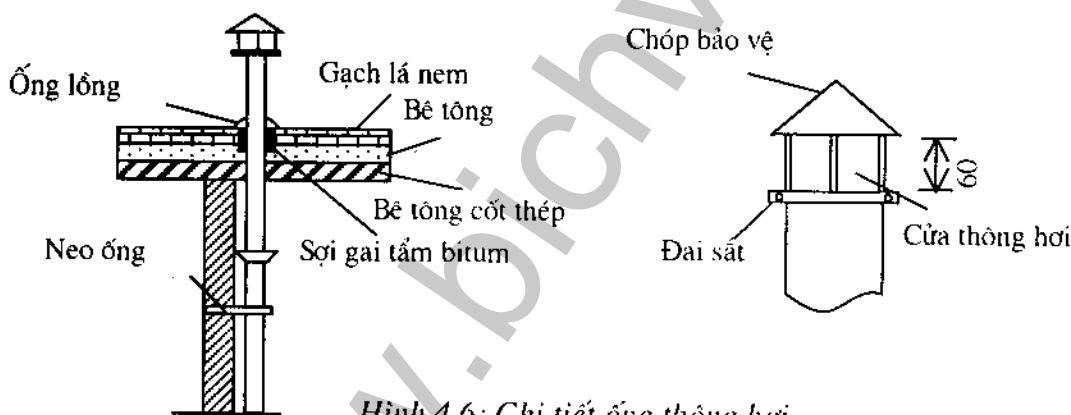 Ống lồng
Gạch lá nem
Bê tông
Bê tông cốt thép
Neo ống
Sợi gai tẩm bitum
Chóp bảo vệ
60
Đai sắt
Cửa thông hơi
Hình 4.6: Chi tiết ống thông hơi
.bichv